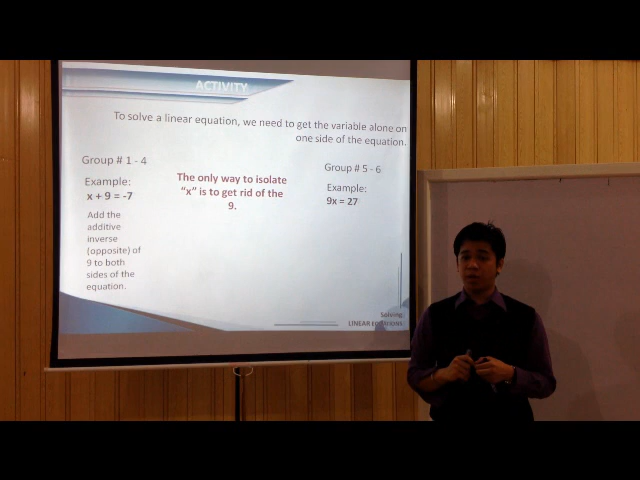 ACTIVITY
To solve a linear equation, we need to get the variable alone on
one side of the equation.
Group # 1 - 4
Example:
x + 9 = -7
Add the
additive
inverse
(opposite) of
9 to both
sides of the
equation.
The only way to isolate
“x” is to get rid of the
9.
Group # 5 - 6
Example:
9x = 27
Solving
LINEAR EQUATIONS